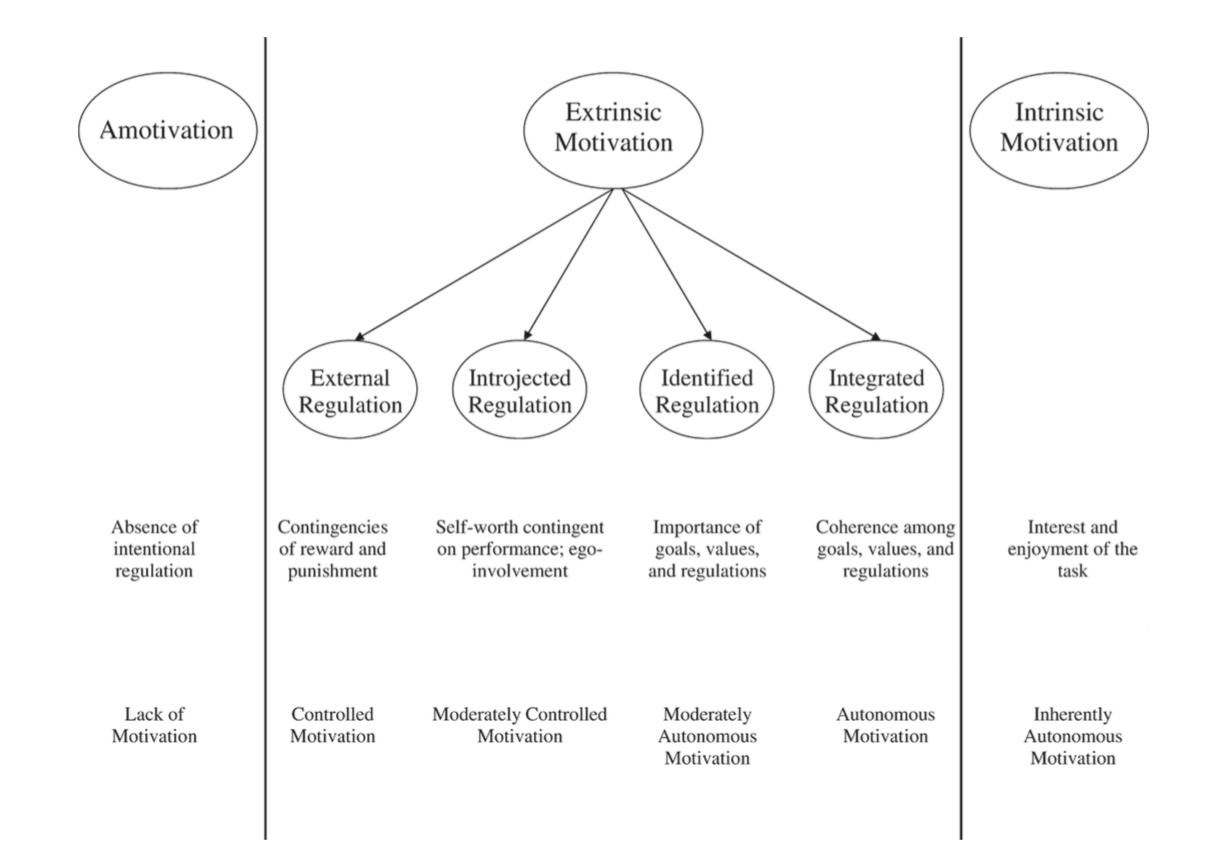 Amotivation
Extrinsic
Motivation
Intrinsic
Motivation
External
Regulation
Introjected
Regulation
Identified
Regulation
Integrated
Regulation
Absence of
intentional
regulation
Contingencies
of reward and
punishment
Self-worth contingent
on performance; ego-
involvement
Importance of
goals, values,
and regulations
Coherence among
goals, values, and
regulations
Interest and
enjoyment of the
task
Lack of
Motivation
Controlled
Motivation
Moderately Controlled
Motivation
Moderately
Autonomous
Motivation
Autonomous
Motivation
Inherently
Autonomous
Motivation